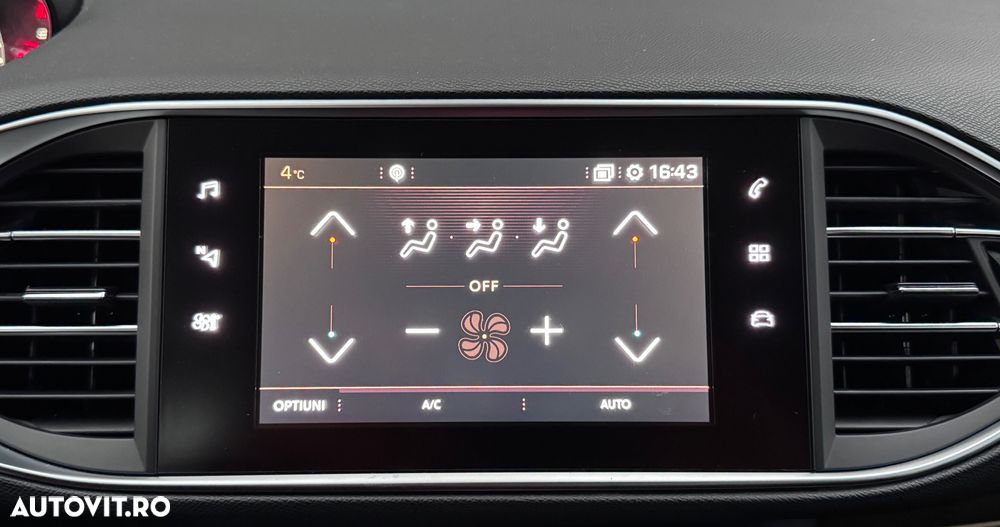 4°C 16:43
N
OFF
OPTIUNI A/C AUTO
AUTOVIT.RO